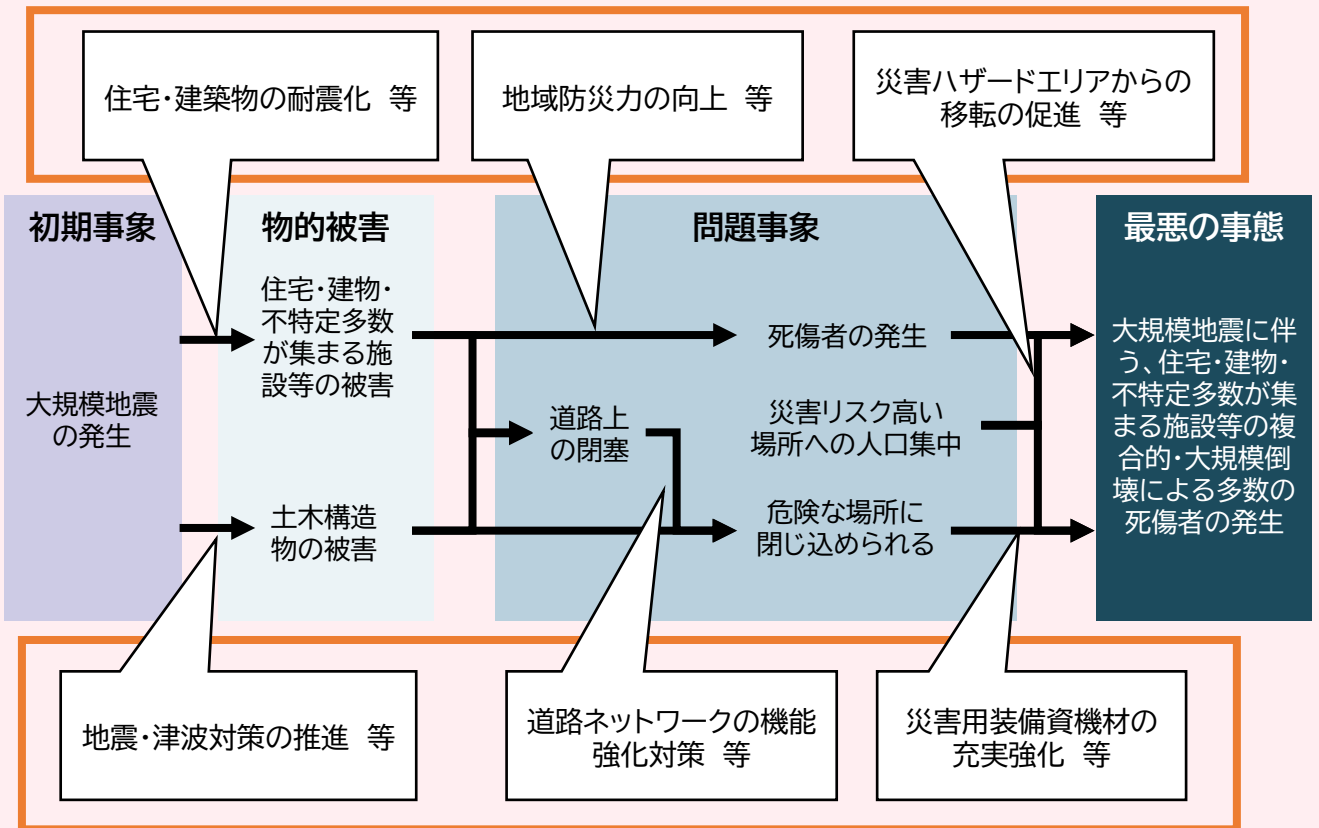 住宅・建築物の耐震化 等
地域防災力の向上 等
災害ハザードエリアからの
移転の促進 等
初期事象
物的被害
問題事象
最悪の事態
大規模地震
の発生
住宅・建物・
不特定多数
が集まる施
設等の被害
土木構造
物の被害
道路上
の閉塞
死傷者の発生
災害リスク高い
場所への人口集中
危険な場所に
閉じ込められる
大規模地震に伴
う、住宅・建物・
不特定多数が集
まる施設等の複
合的・大規模倒
壊による多数の
死傷者の発生
地震・津波対策の推進 等
道路ネットワークの機能
強化対策 等
災害用装備資機材の
充実強化 等